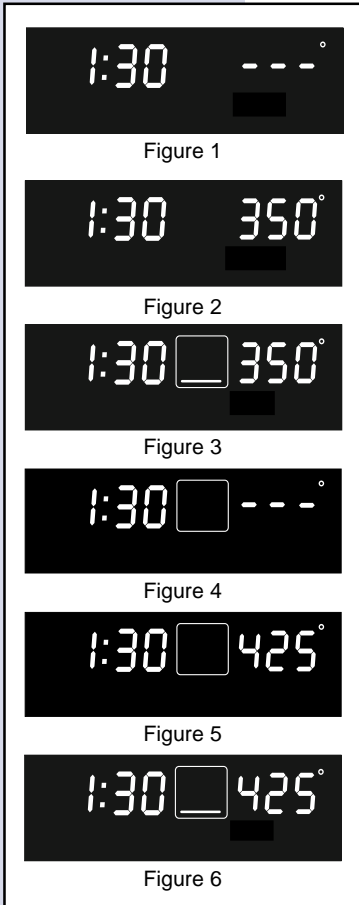 1:30 - - -°
Figure 1
1:30 350°
Figure 2
1:30 350°
Figure 3
1:30 - - -°
Figure 4
1:30 425°
Figure 5
1:30 425°
Figure 6